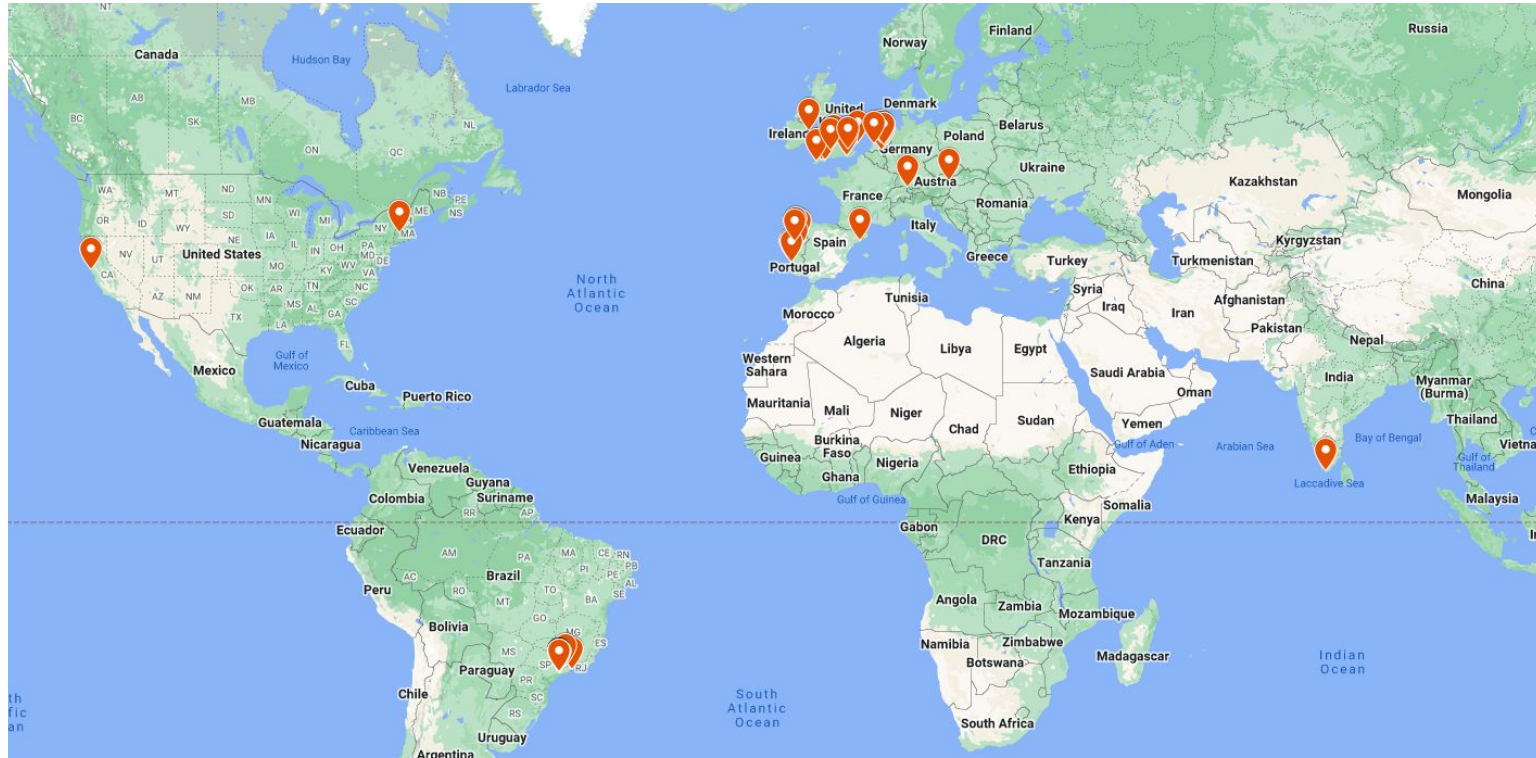 NT
Canada
Hudson Bay
Labrador Sea
AB
MB
BC
SK
NL
ON
QC
WA
MT
ND
MN
NB
PE
NS
OR
ID
SD
WI
MI
ME
NY
MA
WY
IA
NE
IL
IN
OH
PA
MD
DE
NV
UT
United States
CA
MO
KY
WV
VA
AZ
NM
OK
AR
TN
NC
MS
AL
SC
GA
TX
LA
FL
Gulf of
Mexico
Mexico
Cuba
Puerto Rico
Guatemala
Caribbean Sea
Nicaragua
North
Atlantic
Ocean
Venezuela
Guyana
Suriname
Colombia
RR
AP
Ecuador
AM
PA
MA
CE
RN
PB
PI
PE
AL
SE
AC
Brazil
TO
RO
MT
BA
Peru
GO
Bolivia
MG
ES
MS
SP
RJ
Paraguay
PR
Chile
SC
RS
Uruguay
Argentina
South
Atlantic
Ocean
Norway
Finland
Russia
United
Denmark
Ireland
Poland
Belarus
Germany
Ukraine
Austria
France
Romania
Kazakhstan
Mongolia
Italy
Spain
Portugal
Greece
Turkey
Kyrgyzstan
Turkmenistan
China
Tunisia
Syria
Morocco
Iraq
Iran
Afghanistan
Pakistan
Nepal
Algeria
Libya
Egypt
Western
Sahara
Saudi Arabia
Oman
India
Myanmar
(Burma)
Mauritania
Mali
Niger
Chad
Sudan
Yemen
Thailand
Burkina
Faso
Guinea
Nigeria
Ghana
Gulf of Aden
Arabian Sea
Bay of Bengal
Gulf of
Thailand
Ethiopia
Gulf of Guinea
Somalia
Laccadive Sea
Malaysia
Gabon
Kenya
DRC
Tanzania
Angola
Zambia
Mozambique
Namibia
Zimbabwe
Botswana
Madagascar
Indian
Ocean
South Africa